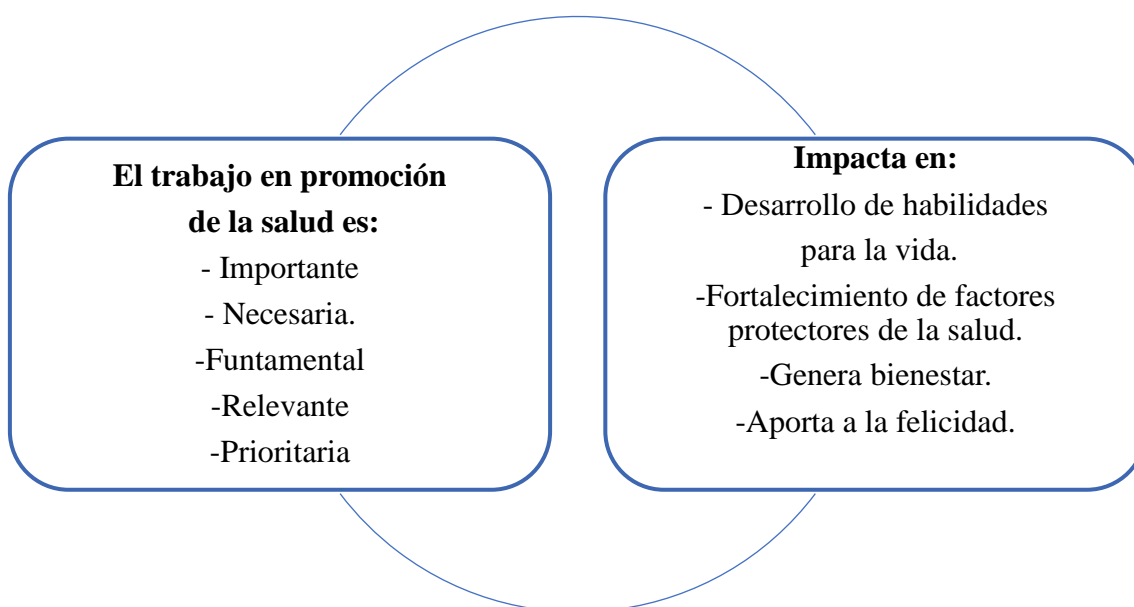 El trabajo en promoción
de la salud es:
- Importante
- Necesaria.
-Funtamental
-Relevante
-Prioritaria
Impacta en:
- Desarrollo de habilidades
para la vida.
-Fortalecimiento de factores
protectores de la salud.
-Genera bienestar.
-Aporta a la felicidad.